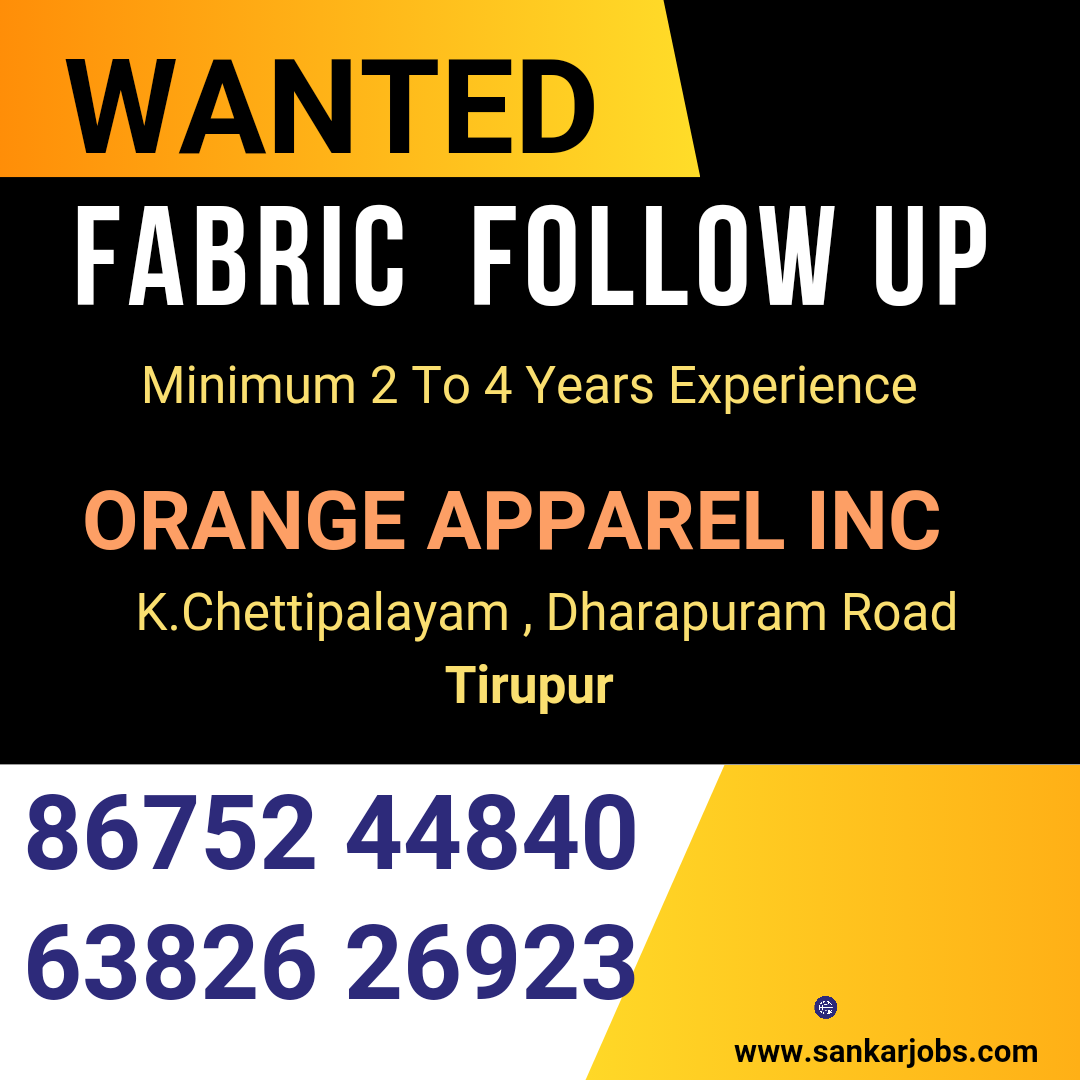 WANTED
FABRIC FOLLOW UP
Minimum 2 To 4 Years Experience
ORANGE APPAREL INC
K.Chettipalayam , Dharapuram Road
Tirupur
86752 44840
63826 26923
www.sankarjobs.com